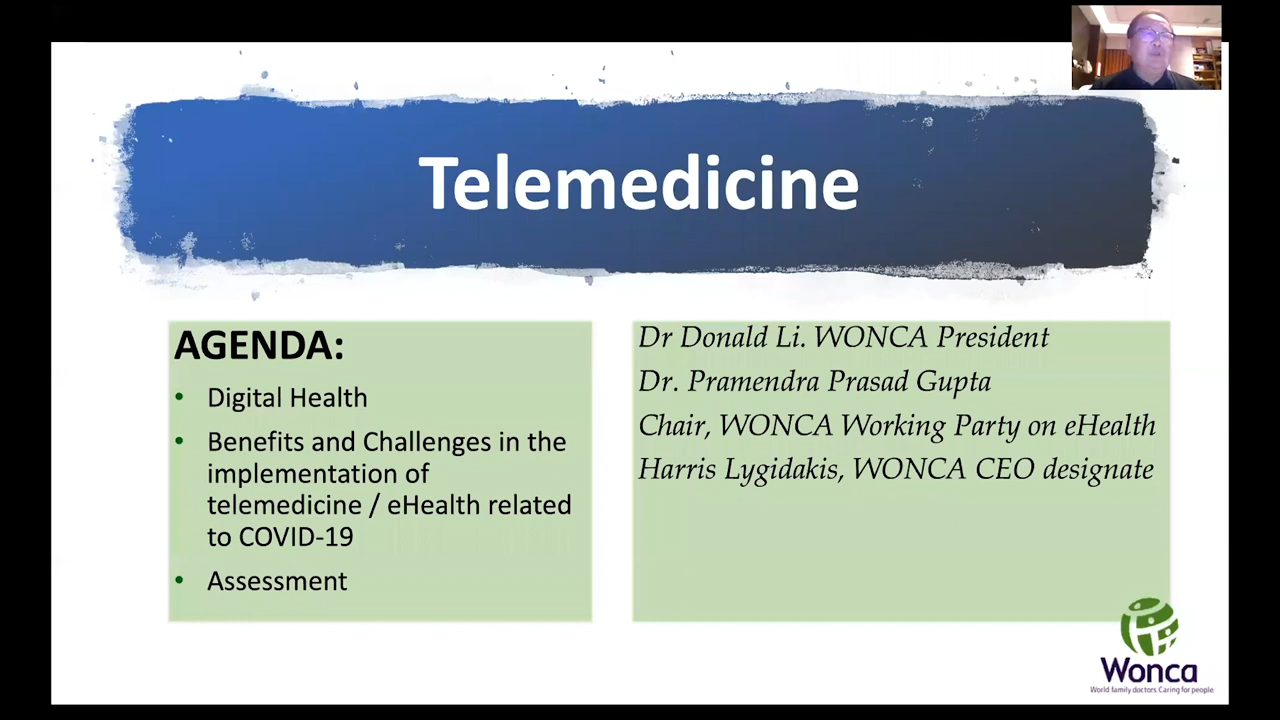 Telemedicine
AGENDA:
• Digital Health
• Benefits and Challenges in the
implementation of
telemedicine / eHealth related
to COVID-19
• Assessment
Dr Donald Li. WONCA President
Dr. Pramendra Prasad Gupta
Chair, WONCA Working Party on eHealth
Harris Lygidakis, WONCA CEO designate
Wonca
World family doctors. Caring for people.